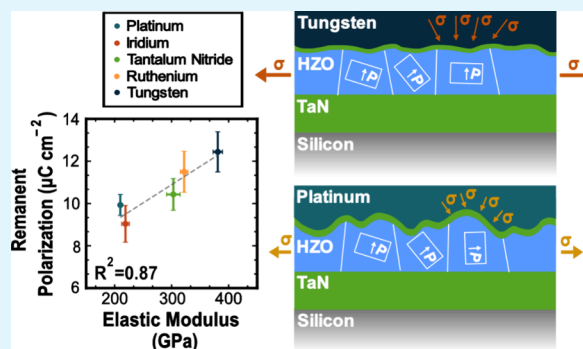 Platinum
Iridium
Tantalum Nitride
Ruthenium
Tungsten
Remanent
Polarization (μC cm⁻²)
14
12
10
8
6
R²=0.87
200
300
400
Elastic Modulus
(GPa)
Tungsten
σ σ σ σ
HZO
σ
↑P
↑P
↑P
σ
TaN
Silicon
Platinum
σ σ σ σ
σ
HZO
↑P
↑P
↑P
σ
TaN
Silicon